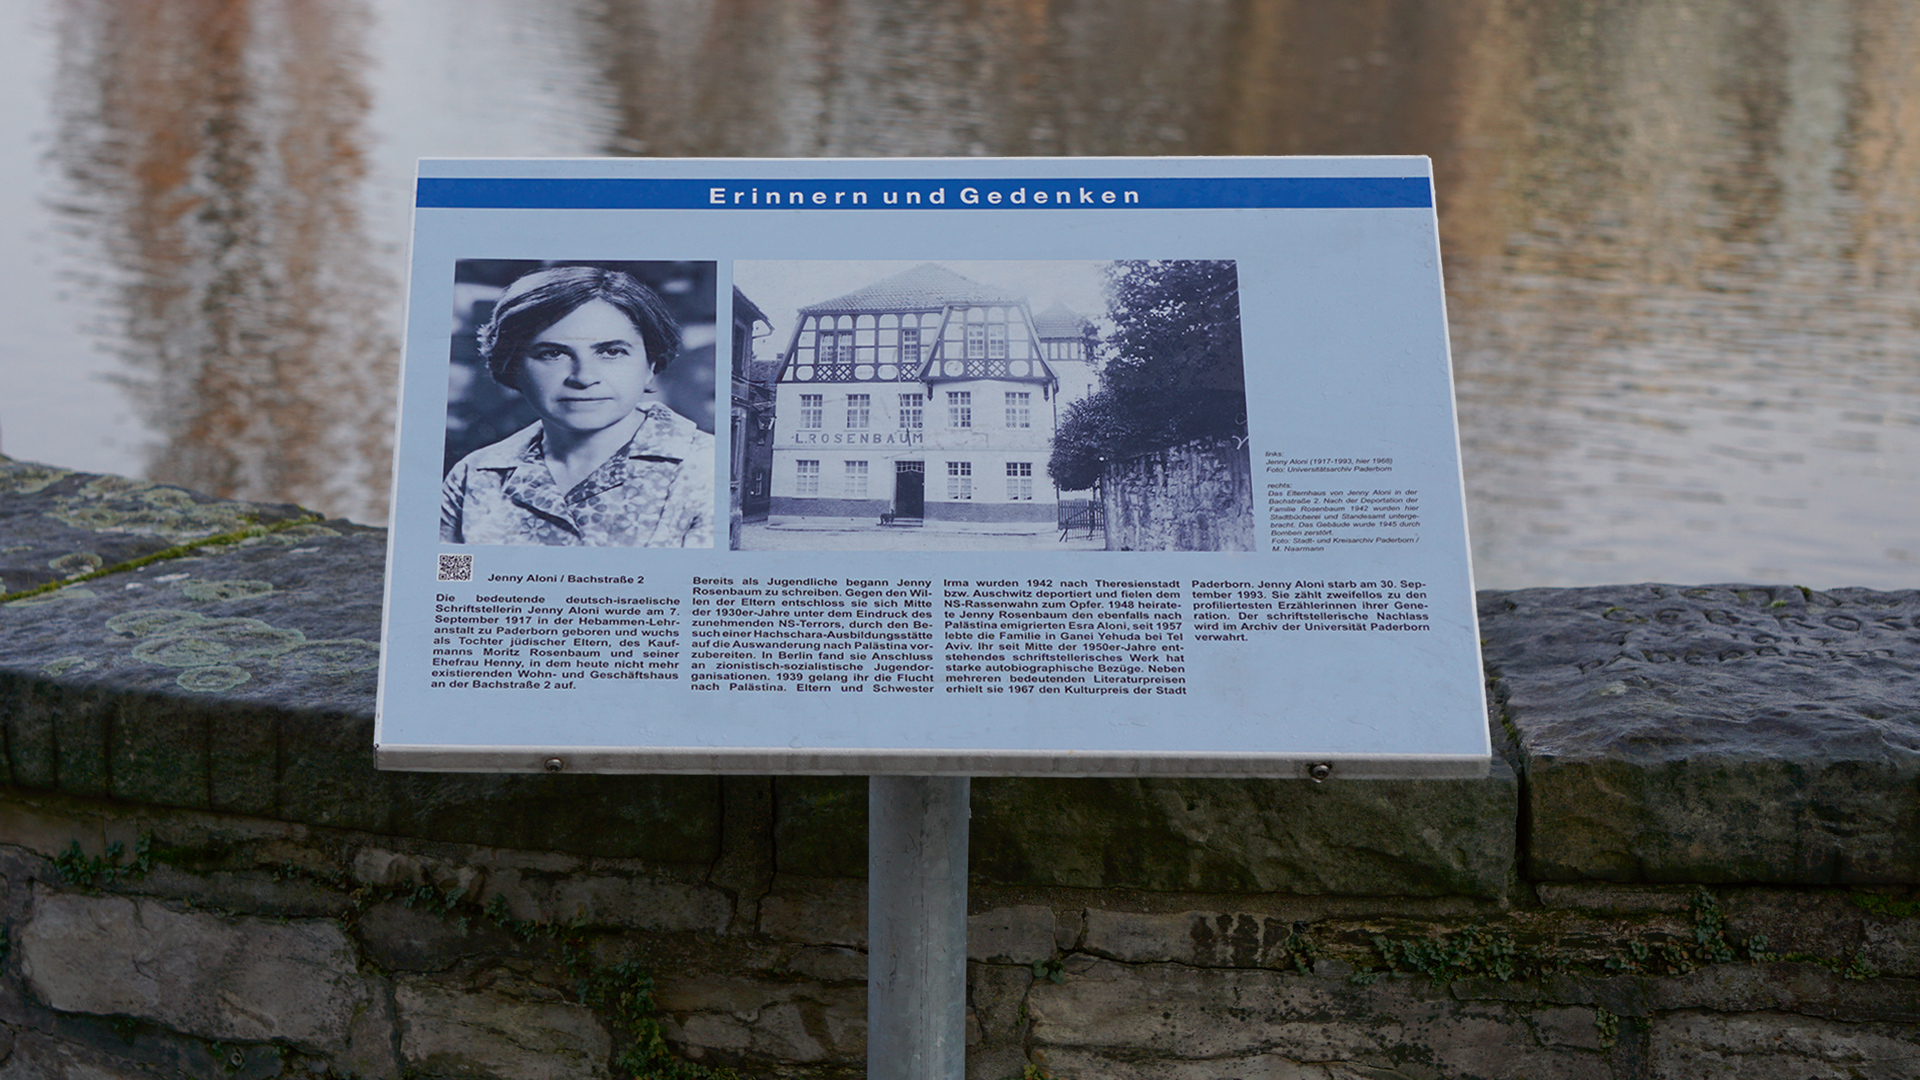 Erinnern und Gedenken
L. ROSENBAUM
links:
Jenny Aloni (1917-1993, hier 1968)
Foto: Universitätsarchiv Paderborn
rechts:
Das Elternhaus von Jenny Aloni in der
Bachstraße 2. Nach der Deportation der
Familie Rosenbaum 1942 wurden hier
Stadtbücherei und Standesamt unterge-
bracht. Das Gebäude wurde 1945 durch
Bomben zerstört.
Foto: Stadt- und Kreisarchiv Paderborn /
M. Naarmann
Jenny Aloni / Bachstraße 2
Die bedeutende deutsch-israelische
Schriftstellerin Jenny Aloni wurde am 7.
September 1917 in der Hebammen-Lehr-
anstalt zu Paderborn geboren und wuchs
als Tochter jüdischer Eltern, des Kauf-
manns Moritz Rosenbaum und seiner
Ehefrau Henny, in dem heute nicht mehr
existierenden Wohn- und Geschäftshaus
an der Bachstraße 2 auf.
Bereits als Jugendliche begann Jenny
Rosenbaum zu schreiben. Gegen den Wil-
len der Eltern entschloss sie sich Mitte
der 1930er-Jahre unter dem Eindruck des
zunehmenden NS-Terrors, durch den Be-
such einer Hachschara-Ausbildungsstätte
auf die Auswanderung nach Palästina vor-
zubereiten. In Berlin fand sie Anschluss
an zionistisch-sozialistische Jugendor-
ganisationen. 1939 gelang ihr die Flucht
nach Palästina. Eltern und Schwester
Irma wurden 1942 nach Theresienstadt
bzw. Auschwitz deportiert und fielen dem
NS-Rassenwahn zum Opfer. 1948 heirate-
te Jenny Rosenbaum den ebenfalls nach
Palästina emigrierten Esra Aloni, seit 1957
lebte die Familie in Ganei Yehuda bei Tel
Aviv. Ihr seit Mitte der 1950er-Jahre ent-
stehendes schriftstellerisches Werk hat
starke autobiographische Bezüge. Neben
mehreren bedeutenden Literaturpreisen
erhielt sie 1967 den Kulturpreis der Stadt
Paderborn. Jenny Aloni starb am 30. Sep-
tember 1993. Sie zählt zweifellos zu den
profiliertesten Erzählerinnen ihrer Gene-
ration. Der schriftstellerische Nachlass
wird im Archiv der Universität Paderborn
verwahrt.